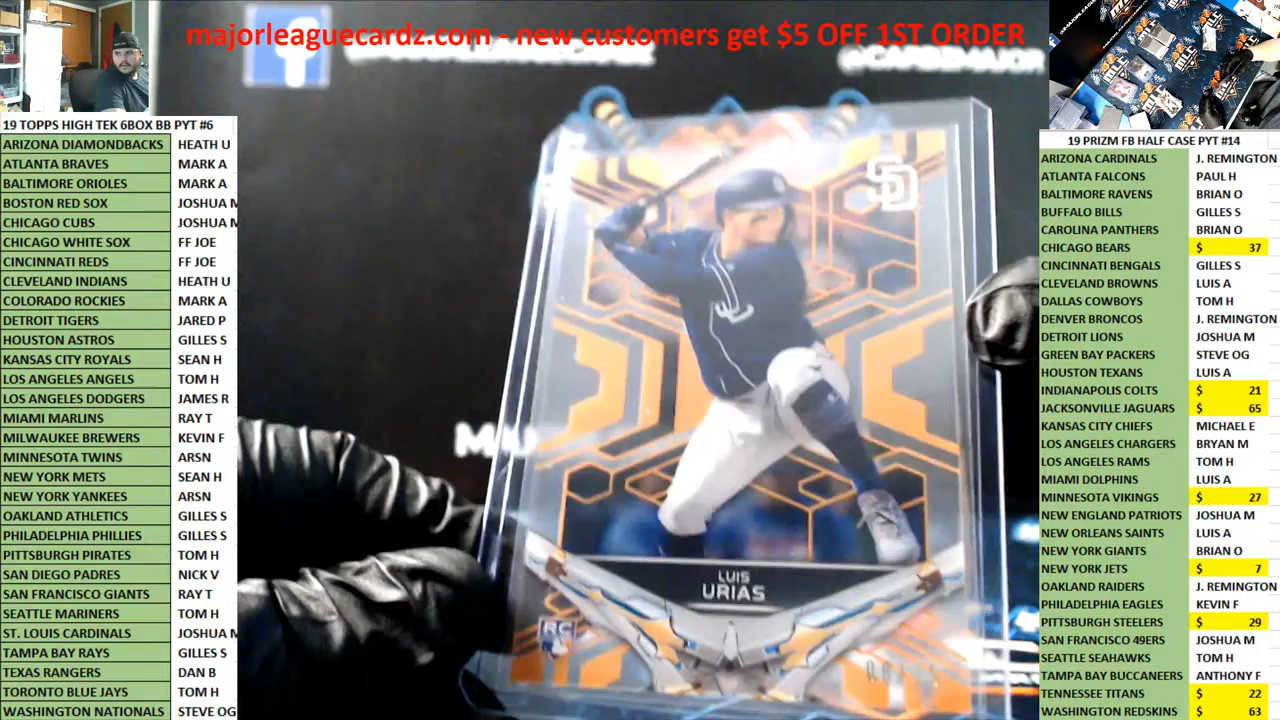 majorleaguecardz.com - new customers get $5 OFF 1ST ORDER
19 TOPPS HIGH TEK 6BOX BB PYT #6
ARIZONA DIAMONDBACKS HEATH U
ATLANTA BRAVES MARK A
BALTIMORE ORIOLES MARK A
BOSTON RED SOX JOSHUA M
CHICAGO CUBS JOSHUA M
CHICAGO WHITE SOX FF JOE
CINCINNATI REDS FF JOE
CLEVELAND INDIANS HEATH U
COLORADO ROCKIES MARK A
DETROIT TIGERS JARED P
HOUSTON ASTROS GILLES S
KANSAS CITY ROYALS SEAN H
LOS ANGELES ANGELS TOM H
LOS ANGELES DODGERS JAMES R
MIAMI MARLINS RAY T
MILWAUKEE BREWERS KEVIN F
MINNESOTA TWINS ARSN
NEW YORK METS SEAN H
NEW YORK YANKEES ARSN
OAKLAND ATHLETICS GILLES S
PHILADELPHIA PHILLIES GILLES S
PITTSBURGH PIRATES TOM H
SAN DIEGO PADRES NICK V
SAN FRANCISCO GIANTS RAY T
SEATTLE MARINERS TOM H
ST. LOUIS CARDINALS JOSHUA M
TAMPA BAY RAYS GILLES S
TEXAS RANGERS DAN B
TORONTO BLUE JAYS TOM H
WASHINGTON NATIONALS STEVE OG
SD
LUIS
URIAS
RC
19 PRIZM FB HALF CASE PYT #14
ARIZONA CARDINALS J. REMINGTON
ATLANTA FALCONS PAUL H
BALTIMORE RAVENS BRIAN O
BUFFALO BILLS GILLES S
CAROLINA PANTHERS BRIAN O
CHICAGO BEARS $ 37
CINCINNATI BENGALS GILLES S
CLEVELAND BROWNS LUIS A
DALLAS COWBOYS TOM H
DENVER BRONCOS J. REMINGTON
DETROIT LIONS JOSHUA M
GREEN BAY PACKERS STEVE OG
HOUSTON TEXANS LUIS A
INDIANAPOLIS COLTS $ 21
JACKSONVILLE JAGUARS $ 65
KANSAS CITY CHIEFS MICHAEL E
LOS ANGELES CHARGERS BRYAN M
LOS ANGELES RAMS TOM H
MIAMI DOLPHINS LUIS A
MINNESOTA VIKINGS $ 27
NEW ENGLAND PATRIOTS JOSHUA M
NEW ORLEANS SAINTS LUIS A
NEW YORK GIANTS BRIAN O
NEW YORK JETS $ 7
OAKLAND RAIDERS J. REMINGTON
PHILADELPHIA EAGLES KEVIN F
PITTSBURGH STEELERS $ 29
SAN FRANCISCO 49ERS JOSHUA M
SEATTLE SEAHAWKS TOM H
TAMPA BAY BUCCANEERS ANTHONY F
TENNESSEE TITANS $ 22
WASHINGTON REDSKINS $ 63